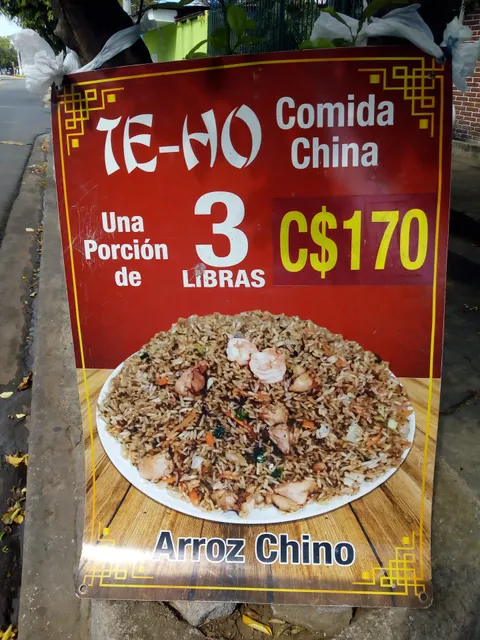 TE-HO
Comida
China
Una
Porción
de
3
LIBRAS
C$170
Arroz Chino